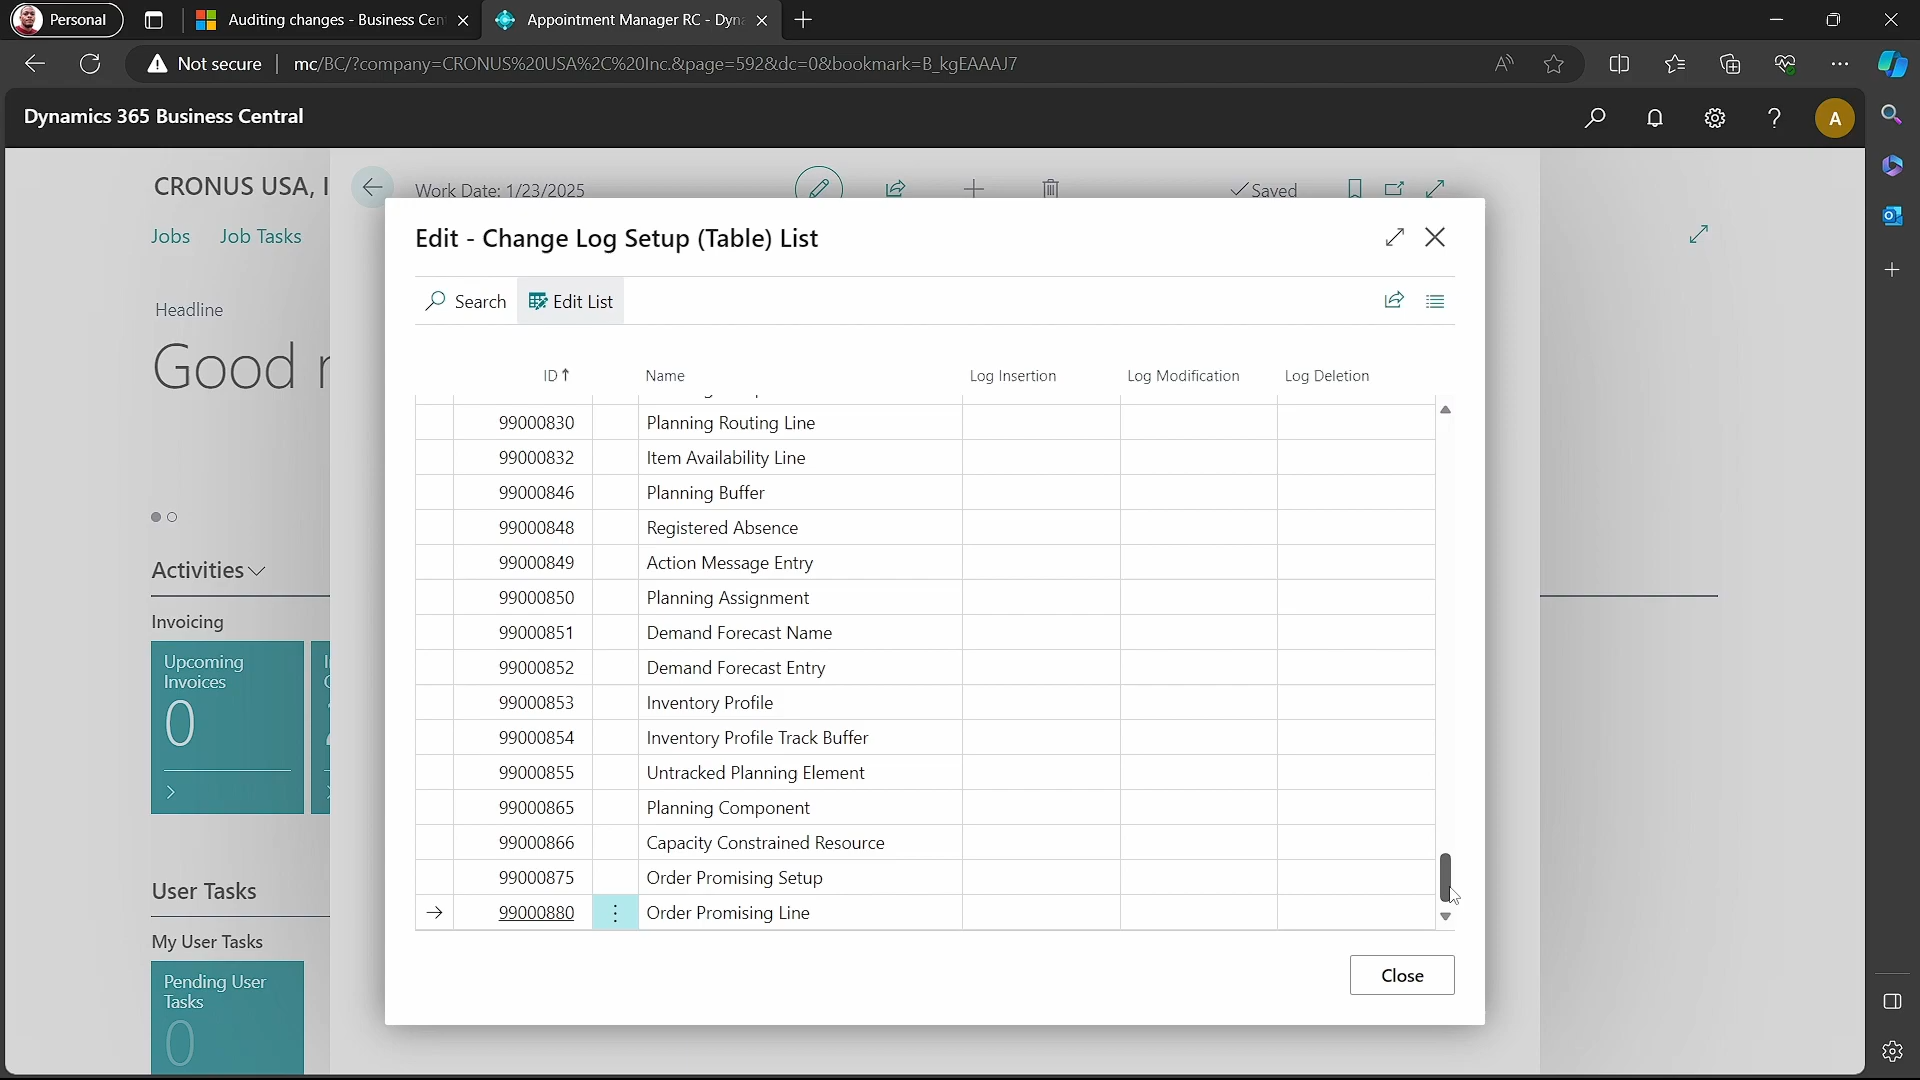 Personal
Auditing changes - Business Cen
Appointment Manager RC - Dyna
Not secure
mc/BC/?company=CRONUS%20USA%2C%20Inc.&page=592&dc=0&bookmark=B_kgEAAAJ7
Dynamics 365 Business Central
A
CRONUS USA, I
Work Date: 1/23/2025
Saved
Jobs
Job Tasks
Headline
Good
Activities
Invoicing
Upcoming Invoices
0
User Tasks
My User Tasks
Pending User Tasks
0
Edit - Change Log Setup (Table) List
Search
Edit List
ID↑ Name Log Insertion Log Modification Log Deletion
99000830 Planning Routing Line
99000832 Item Availability Line
99000846 Planning Buffer
99000848 Registered Absence
99000849 Action Message Entry
99000850 Planning Assignment
99000851 Demand Forecast Name
99000852 Demand Forecast Entry
99000853 Inventory Profile
99000854 Inventory Profile Track Buffer
99000855 Untracked Planning Element
99000865 Planning Component
99000866 Capacity Constrained Resource
99000875 Order Promising Setup
99000880 Order Promising Line
Close